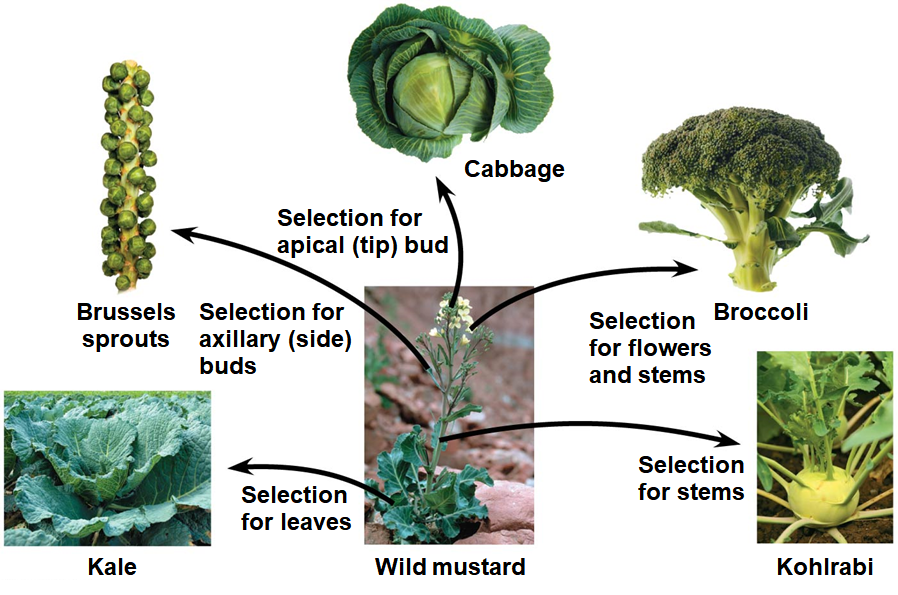 Cabbage
Selection for
apical (tip) bud
Brussels
sprouts
Selection for
axillary (side)
buds
Broccoli
Selection
for flowers
and stems
Selection
for leaves
Selection
for stems
Kale
Wild mustard
Kohlrabi